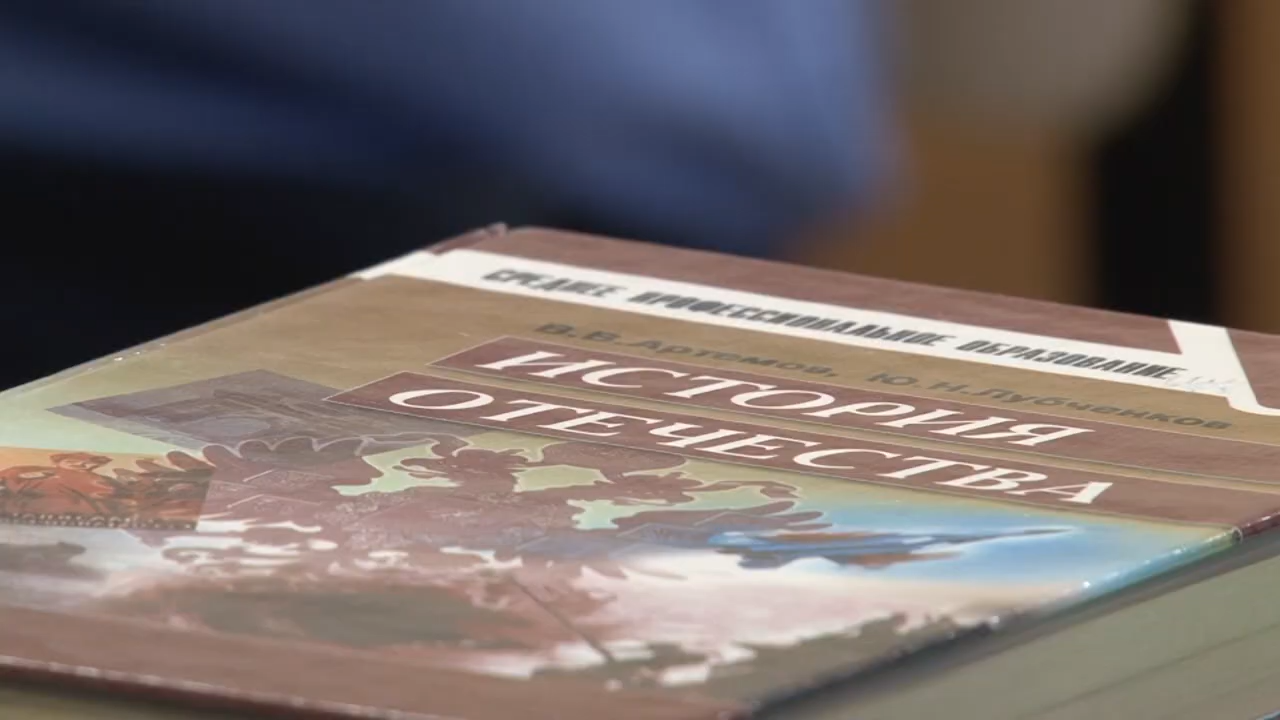 СРЕДНЕЕ ПРОФЕССИОНАЛЬНОЕ ОБРАЗОВАНИЕ
В.В.Артемов, Ю.Н.Лубченков
ИСТОРИЯ
ОТЕЧЕСТВА